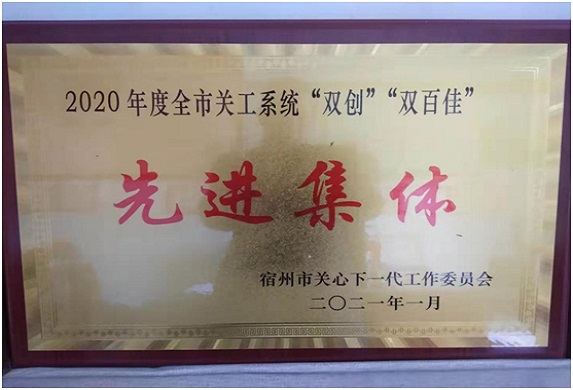 2020年度全市关工系统“双创”“双百佳”
先进集体
宿州市关心下一代工作委员会
二〇二一年一月